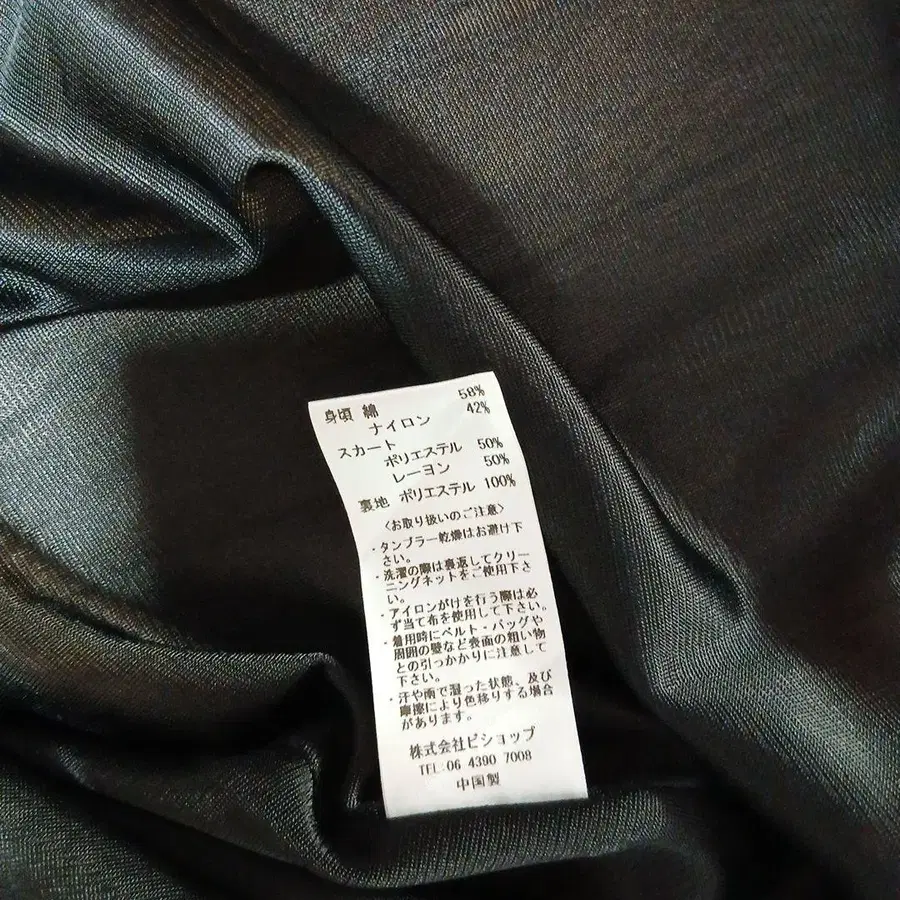 身頃 綿 58%
ナイロン 42%
スカート
ポリエステル 50%
レーヨン 50%
裏地 ポリエステル 100%
〈お取り扱いのご注意〉
・タンブラー乾燥はお避け下
さい。
・洗濯の際は裏返してクリー
ニングネットをご使用下さ
い。
・アイロンがけを行う際は必
ず当て布を使用して下さい。
・着用時にベルト・バッグや
周囲の壁など表面の粗い物
との引っかかりに注意して
下さい。
・汗や雨で湿った状態、及び
摩擦により色移りする場合
があります。
株式会社ビショップ
TEL:06 4390 7008
中国製